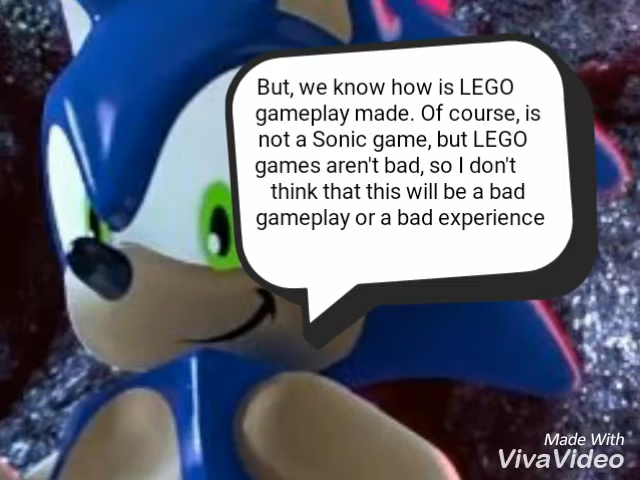 But, we know how is LEGO
gameplay made. Of course, is
not a Sonic game, but LEGO
games aren't bad, so I don't
think that this will be a bad
gameplay or a bad experience
Made With
VivaVideo